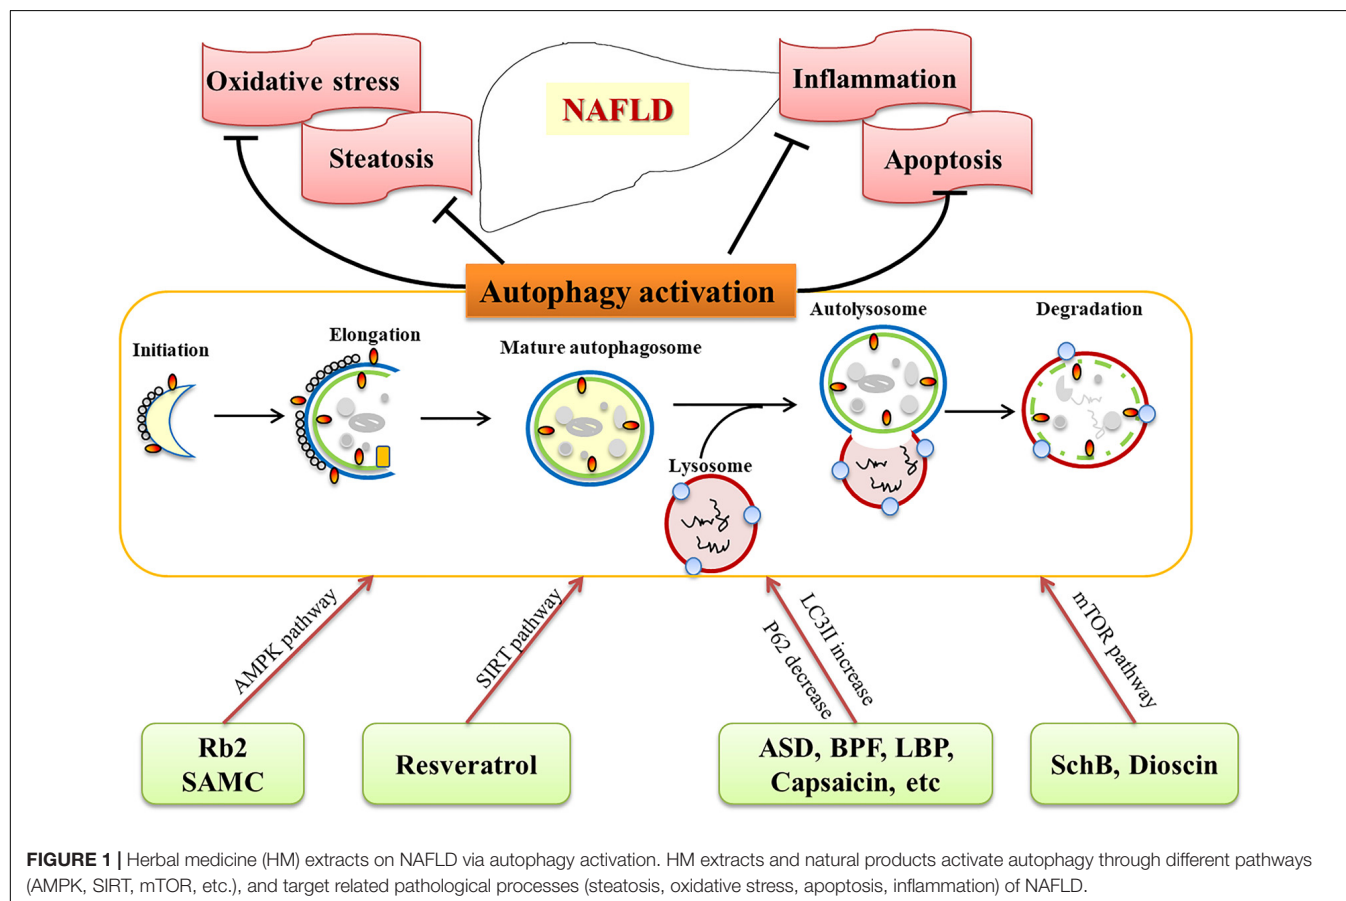 Oxidative stress
Steatosis
NAFLD
Inflammation
Apoptosis
Autophagy activation
Initiation
Elongation
Mature autophagosome
Lysosome
Autolysosome
Degradation
AMPK pathway
SIRT pathway
LC3II increase
P62 decrease
mTOR pathway
Rb2
SAMC
Resveratrol
ASD, BPF, LBP,
Capsaicin, etc
SchB, Dioscin
FIGURE 1 | Herbal medicine (HM) extracts on NAFLD via autophagy activation. HM extracts and natural products activate autophagy through different pathways
(AMPK, SIRT, mTOR, etc.), and target related pathological processes (steatosis, oxidative stress, apoptosis, inflammation) of NAFLD.